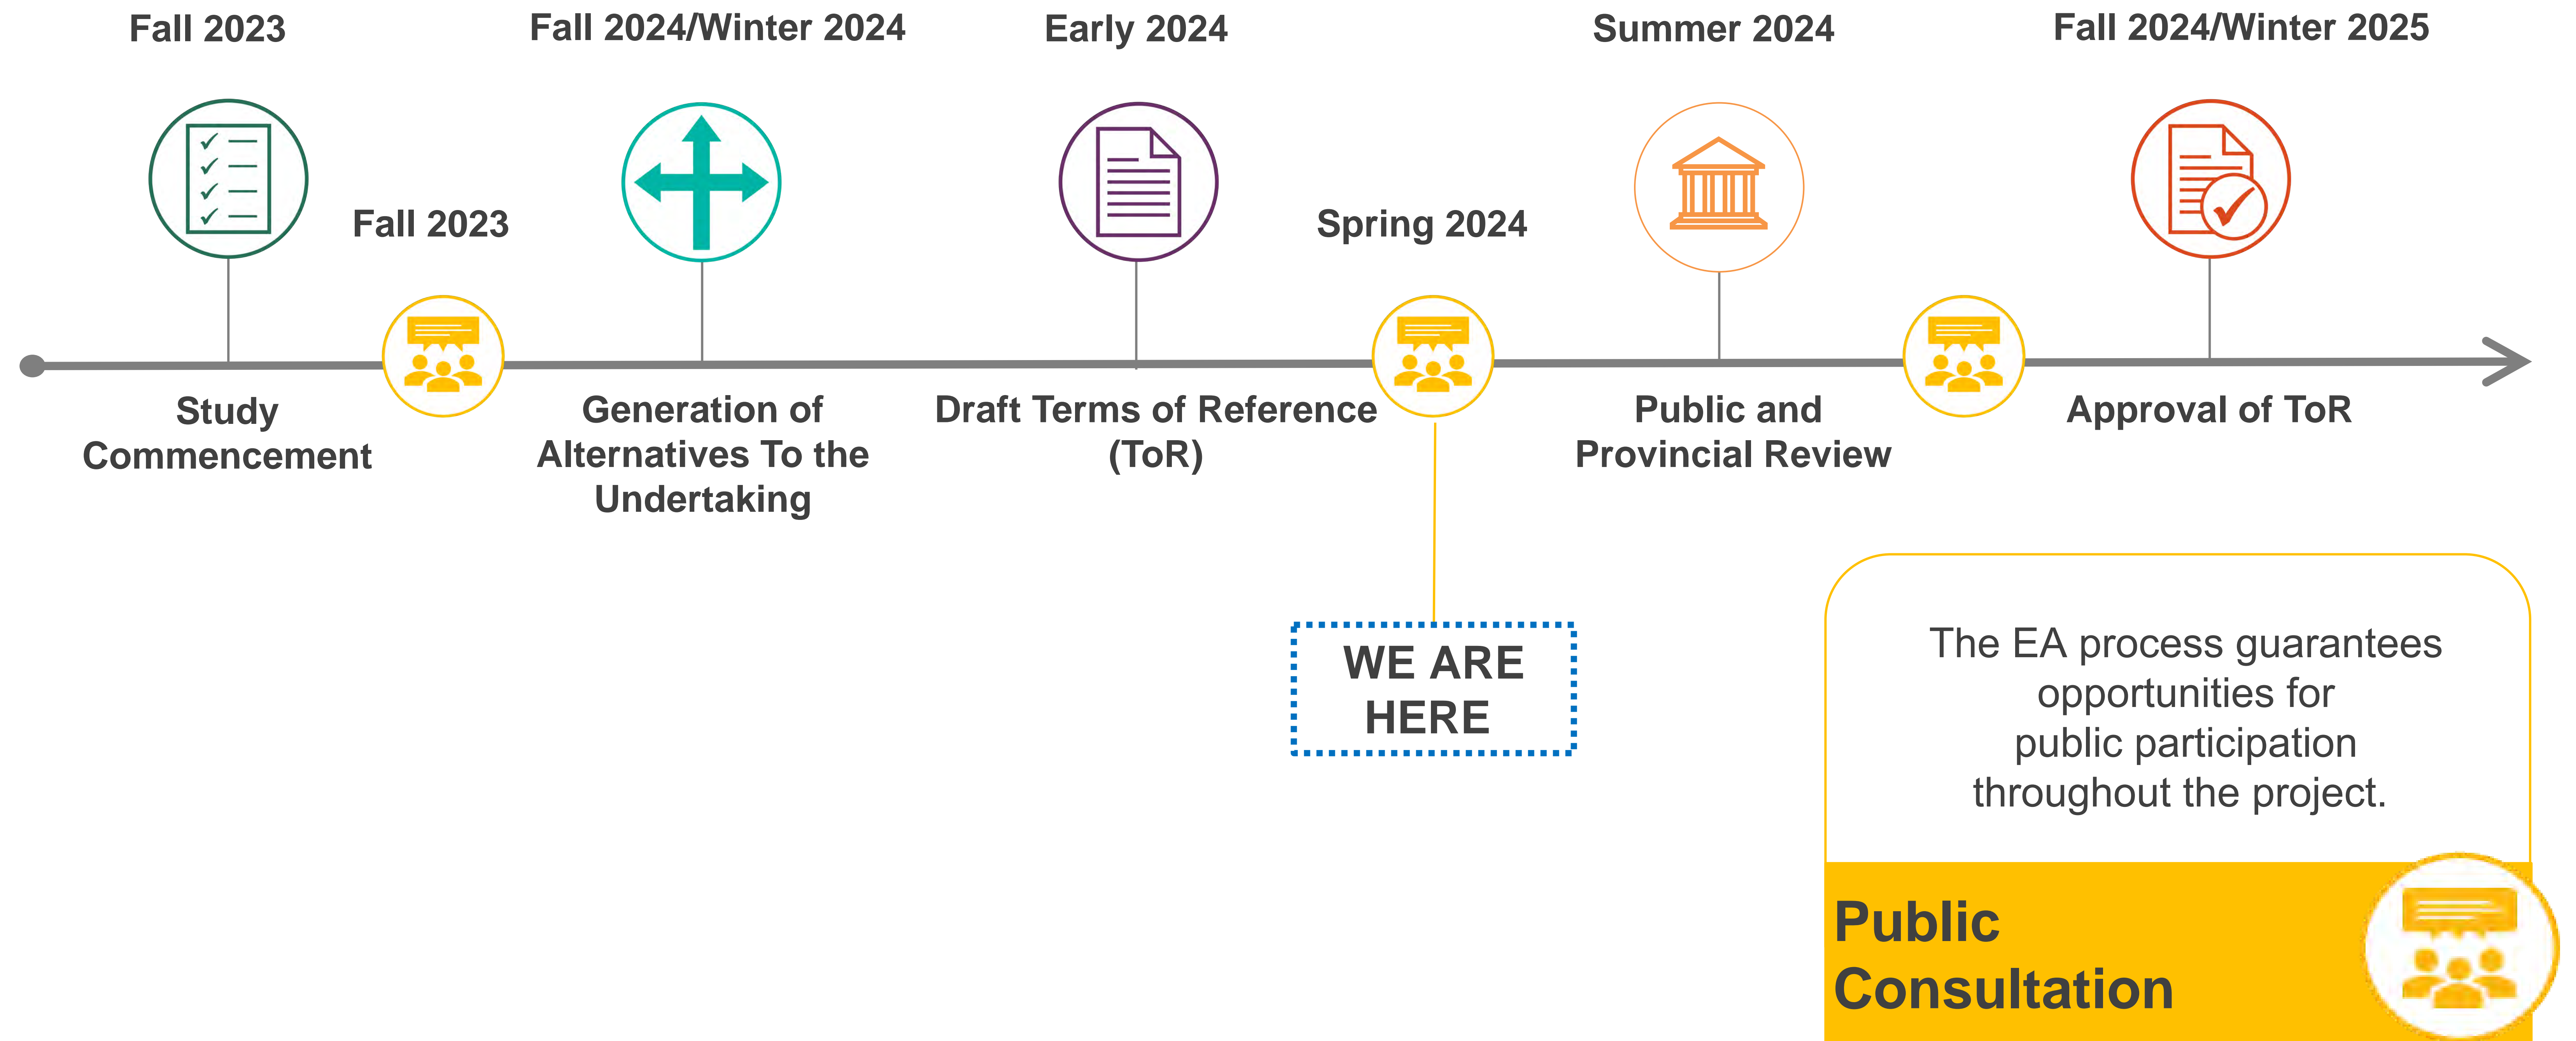 Fall 2023
Fall 2024/Winter 2024
Early 2024
Summer 2024
Fall 2024/Winter 2025
Fall 2023
Spring 2024
Study
Commencement
Generation of
Alternatives To the
Undertaking
Draft Terms of Reference
(ToR)
Public and
Provincial Review
Approval of ToR
WE ARE
HERE
The EA process guarantees
opportunities for
public participation
throughout the project.
Public
Consultation